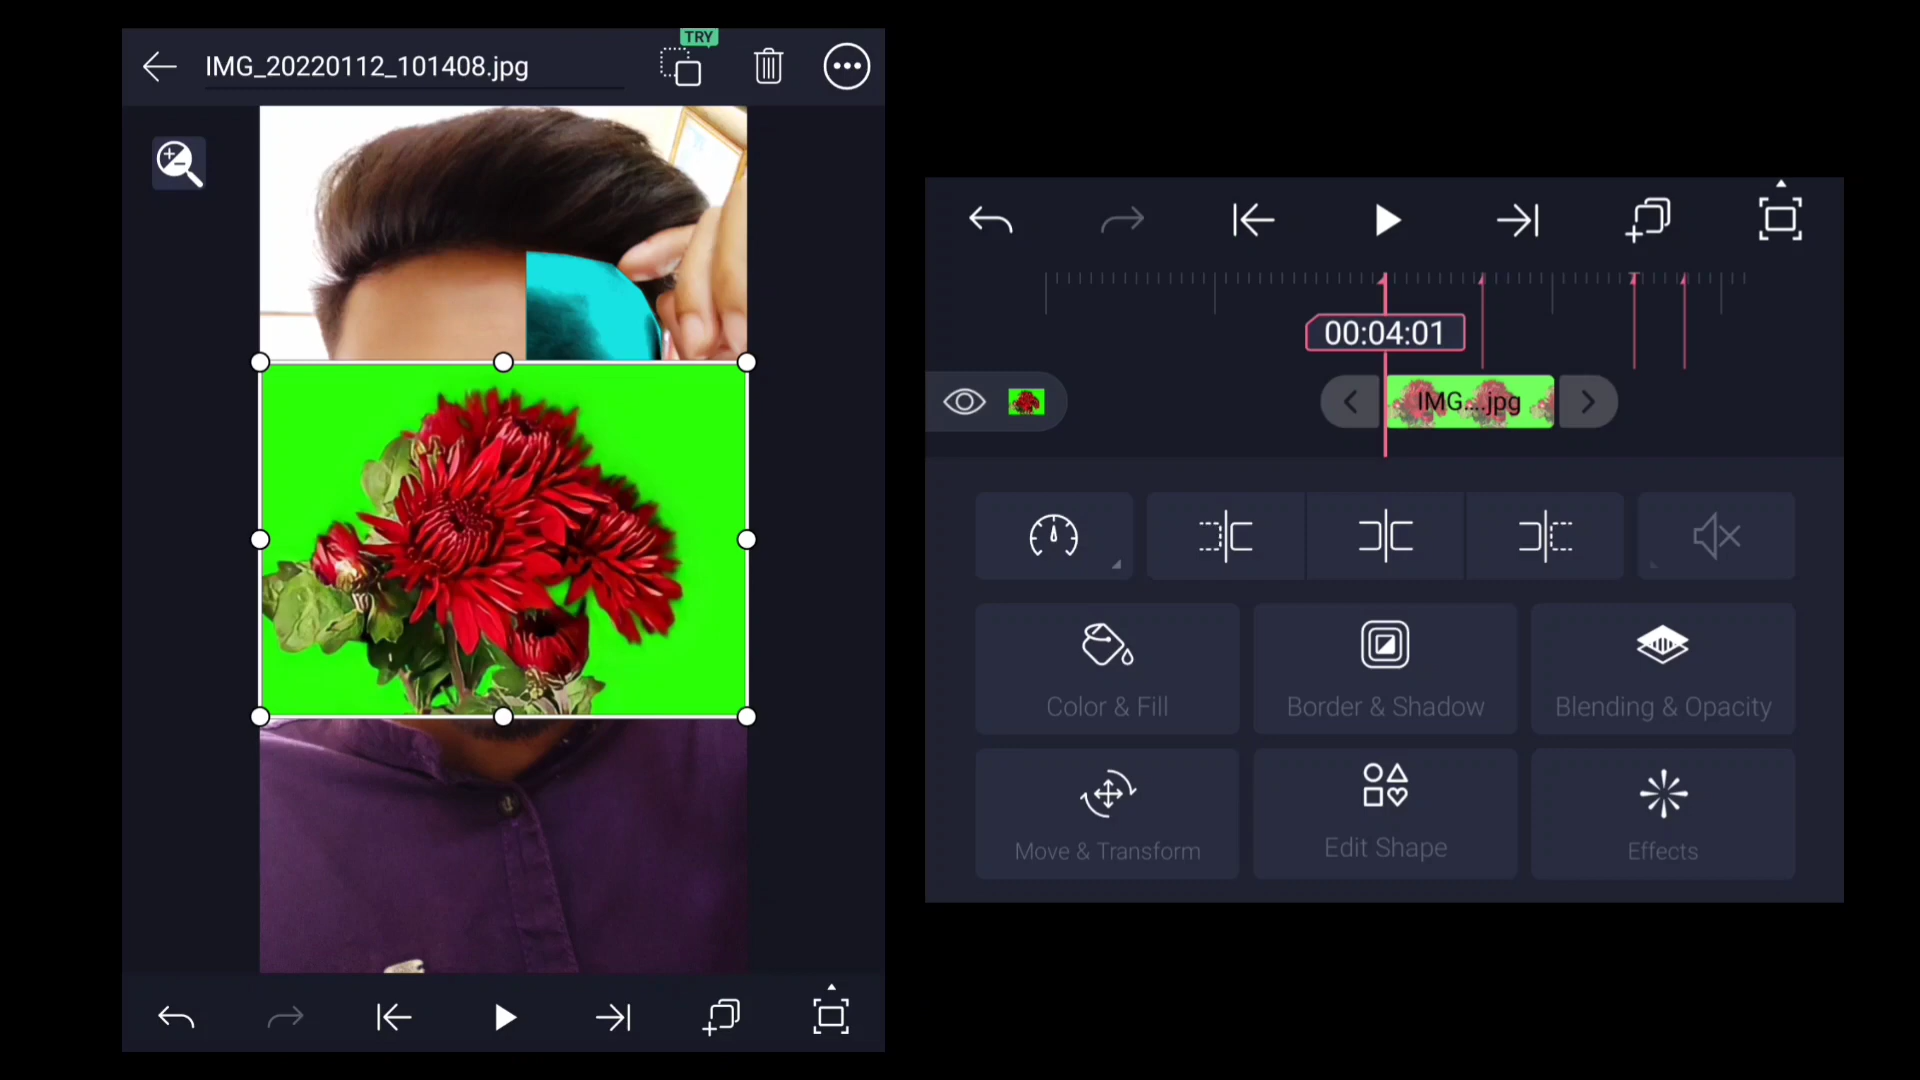 TRY
IMG_20220112_101408.jpg
00:04:01
IMG....jpg
Color & Fill
Border & Shadow
Blending & Opacity
Move & Transform
Edit Shape
Effects